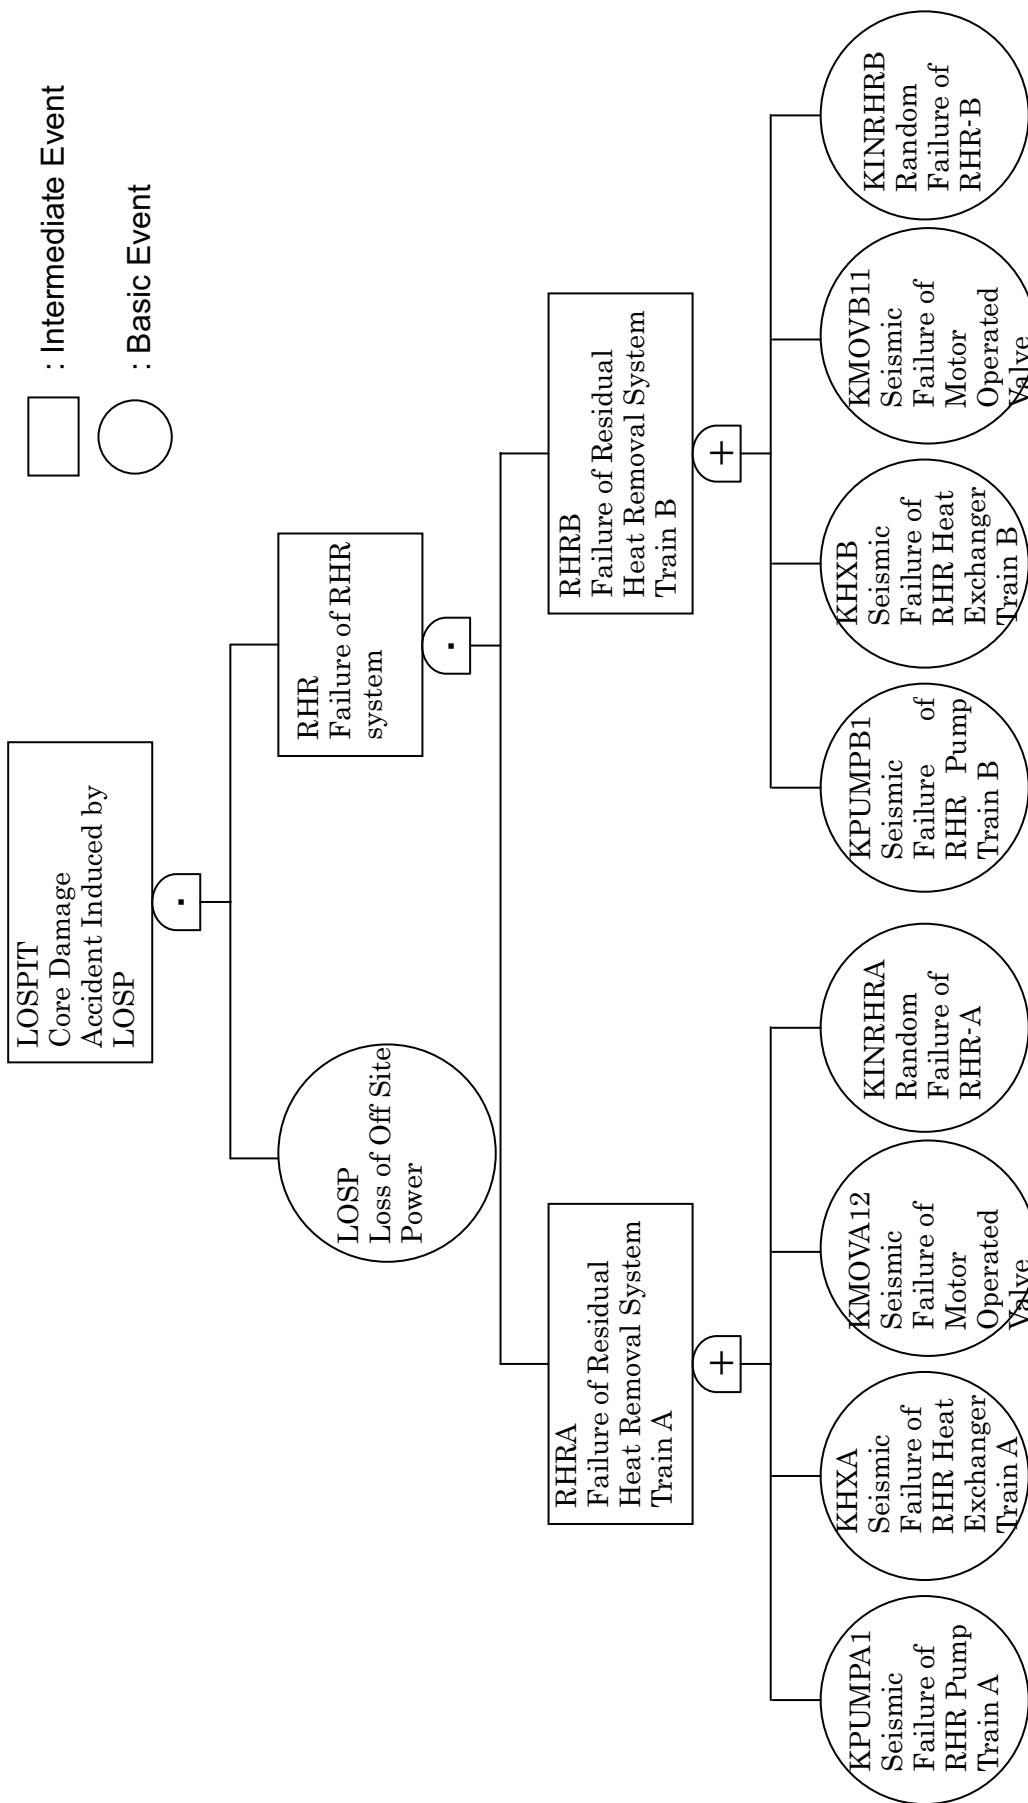 : Intermediate Event
: Basic Event
LOSPIT
Core Damage
Accident Induced by
LOSP
·
LOSP
Loss of Off Site
Power
RHR
Failure of RHR
system
·
RHRA
Failure of Residual
Heat Removal System
Train A
+
RHRB
Failure of Residual
Heat Removal System
Train B
+
KPUMPA1
Seismic
Failure of
RHR Pump
Train A
KHXA
Seismic
Failure of
RHR Heat
Exchanger
Train A
KMOVA12
Seismic
Failure of
Motor
Operated
Valve
KINRHRA
Random
Failure of
RHR-A
KPUMPB1
Seismic
Failure of
RHR Pump
Train B
KHXB
Seismic
Failure of
RHR Heat
Exchanger
Train B
KMOVB11
Seismic
Failure of
Motor
Operated
Valve
KINRHRB
Random
Failure of
RHR-B